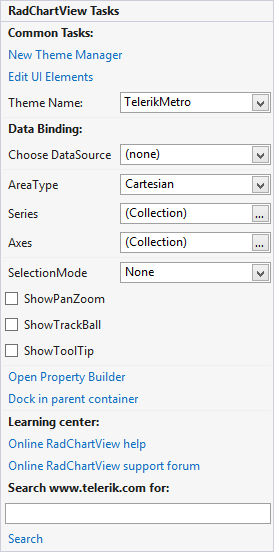 RadChartView Tasks
Common Tasks:
New Theme Manager
Edit UI Elements
Theme Name: TelerikMetro
Data Binding:
Choose DataSource (none)
AreaType Cartesian
Series (Collection) ...
Axes (Collection) ...
SelectionMode None
ShowPanZoom
ShowTrackBall
ShowToolTip
Open Property Builder
Dock in parent container
Learning center:
Online RadChartView help
Online RadChartView support forum
Search www.telerik.com for:
Search